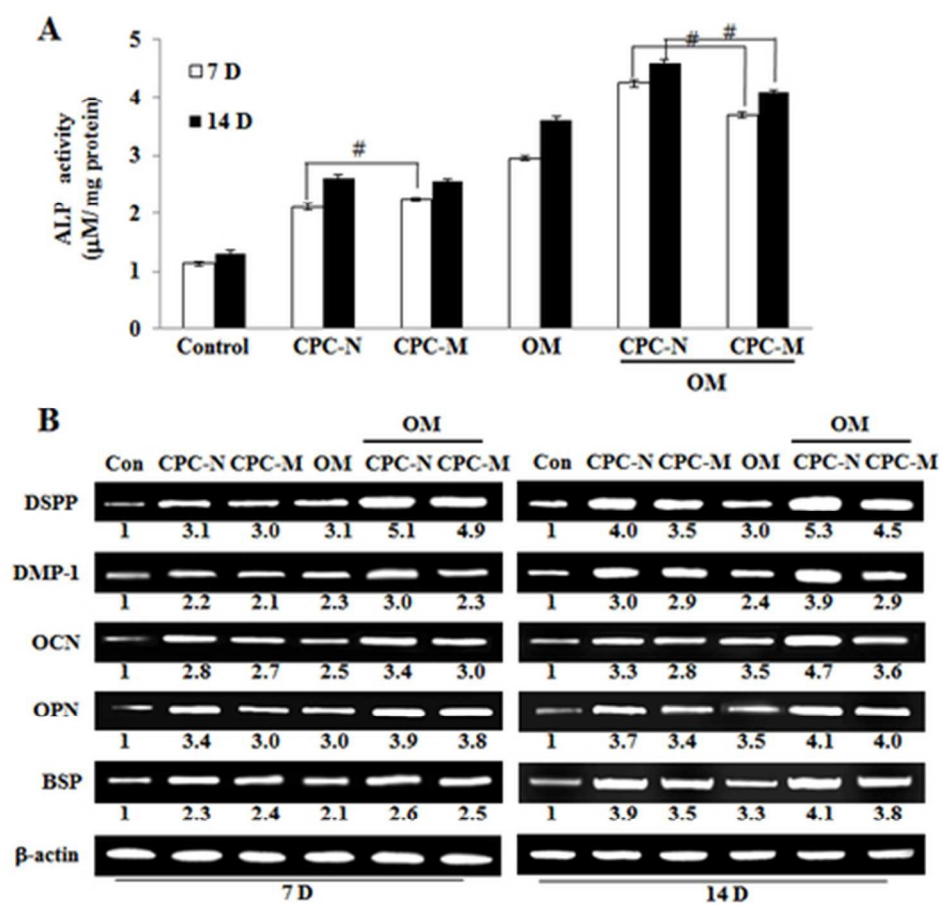 A
5
4
3
2
1
0
ALP activity
(μM/ mg protein)
7 D
14 D
#
#
#
Control CPC-N CPC-M OM CPC-N CPC-M
OM
B
OM OM
Con CPC-N CPC-M OM CPC-N CPC-M Con CPC-N CPC-M OM CPC-N CPC-M
DSPP
1 3.1 3.0 3.1 5.1 4.9 1 4.0 3.5 3.0 5.3 4.5
DMP-1
1 2.2 2.1 2.3 3.0 2.3 1 3.0 2.9 2.4 3.9 2.9
OCN
1 2.8 2.7 2.5 3.4 3.0 1 3.3 2.8 3.5 4.7 3.6
OPN
1 3.4 3.0 3.0 3.9 3.8 1 3.7 3.4 3.5 4.1 4.0
BSP
1 2.3 2.4 2.1 2.6 2.5 1 3.9 3.5 3.3 4.1 3.8
β-actin
7 D 14 D